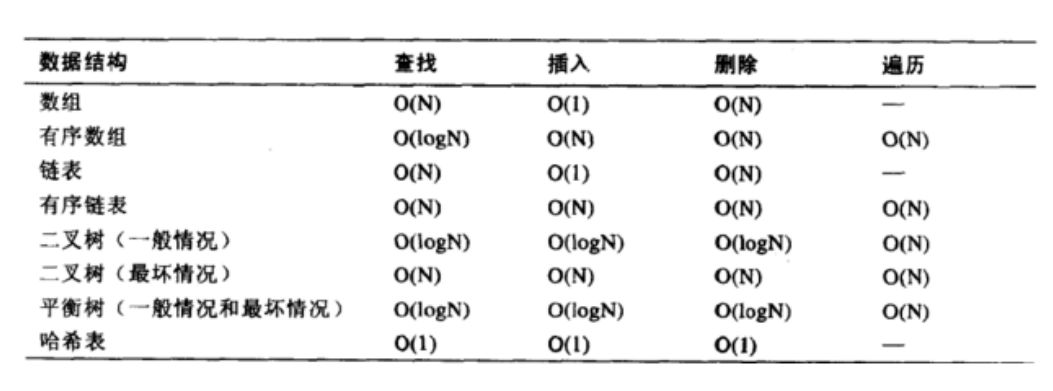 数据结构 查找 插入 删除 遍历
数组 O(N) O(1) O(N) —
有序数组 O(logN) O(N) O(N) O(N)
链表 O(N) O(1) O(N) —
有序链表 O(N) O(N) O(N) O(N)
二叉树（一般情况） O(logN) O(logN) O(logN) O(N)
二叉树（最坏情况） O(N) O(N) O(N) O(N)
平衡树（一般情况和最坏情况） O(logN) O(logN) O(logN) O(N)
哈希表 O(1) O(1) O(1) —